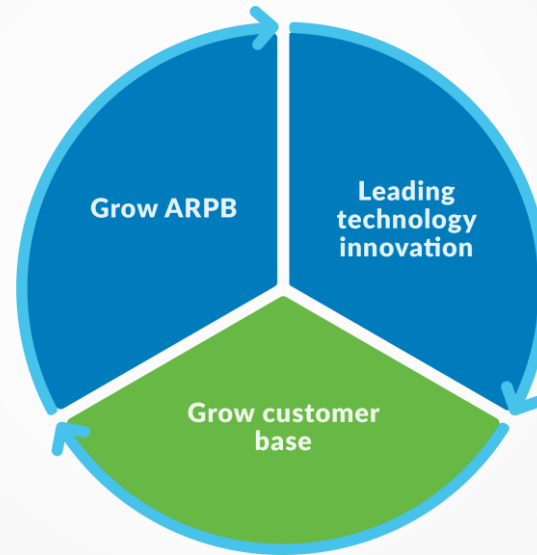 Grow ARPB
Leading
technology
innovation
Grow customer
base